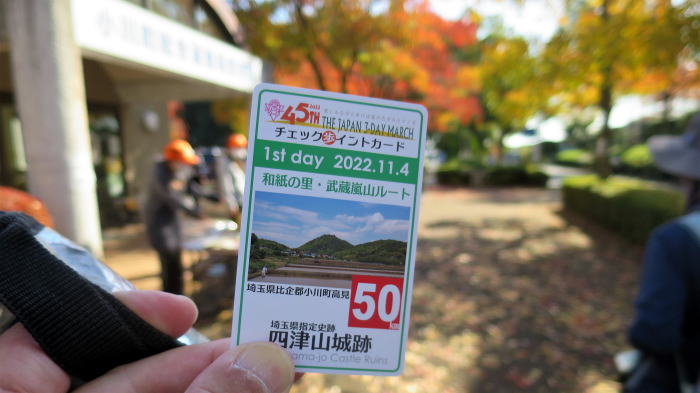 45TH
2022
THE JAPAN 3-DAY MARCH
チェック歩イントカード
1st day 2022.11.4
和紙の里・武蔵嵐山ルート
埼玉県比企郡小川町高見
50km
埼玉県指定史跡
四津山城跡
ama-jo Castle Ruins